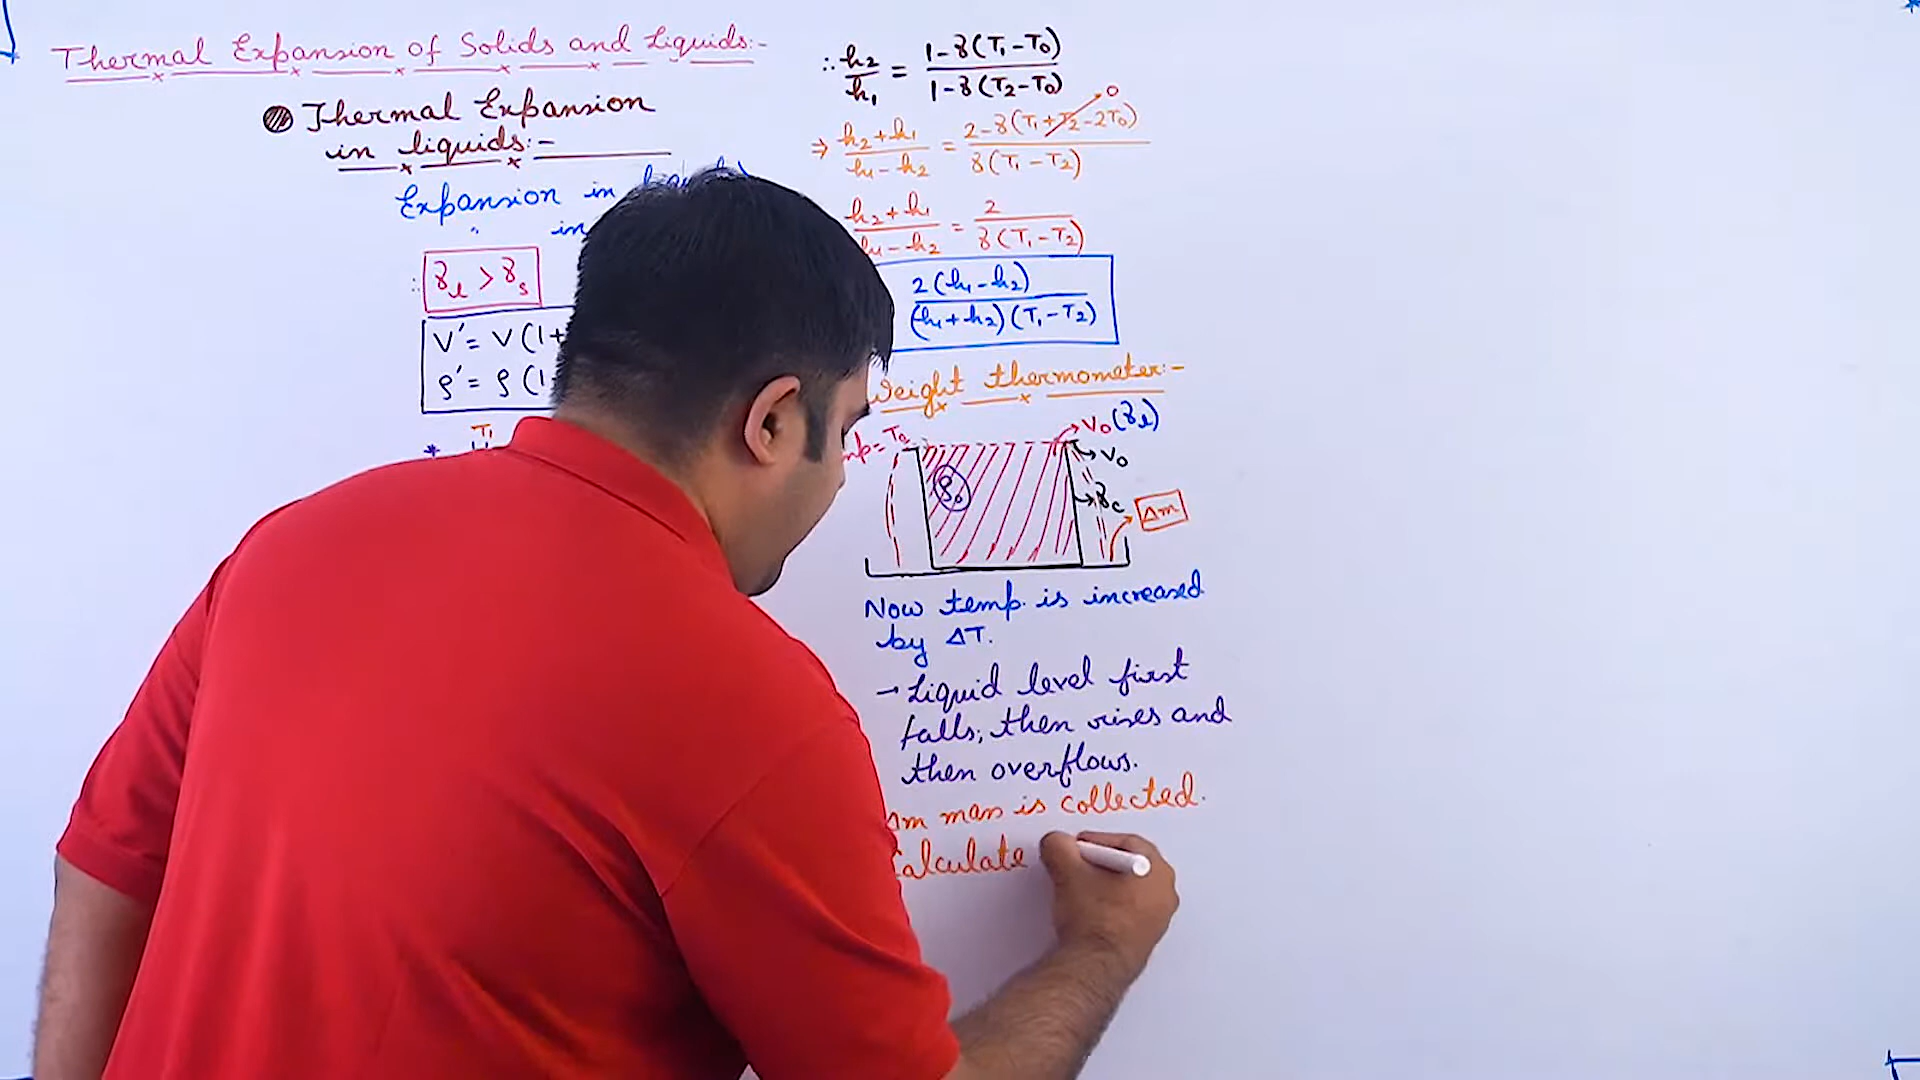 Thermal Expansion of Solids and Liquids:-
Thermal Expansion
in liquids:-
Expansion in
" in
∴ γ_l > γ_s
V' = V(1+
ρ' = ρ(1
* T₁
∴ h₂/h₁ = 1-γ(T₁-T₀)/1-γ(T₂-T₀)
⇒ h₂+h₁/h₁-h₂ = 2-γ(T₁+T₂-2T₀)/γ(T₁-T₂) 0
h₂+h₁/h₁-h₂ = 2/γ(T₁-T₂)
2(h₁-h₂)/(h₁+h₂)(T₁-T₂)
Weight thermometer:-
V₀(γ_l)
= T₀
V₀
ρ₀
γ_c
Δm
Now temp. is increased
by ΔT.
→ Liquid level first
falls, then rises and
then overflows.
Δm mass is collected.
Calculate